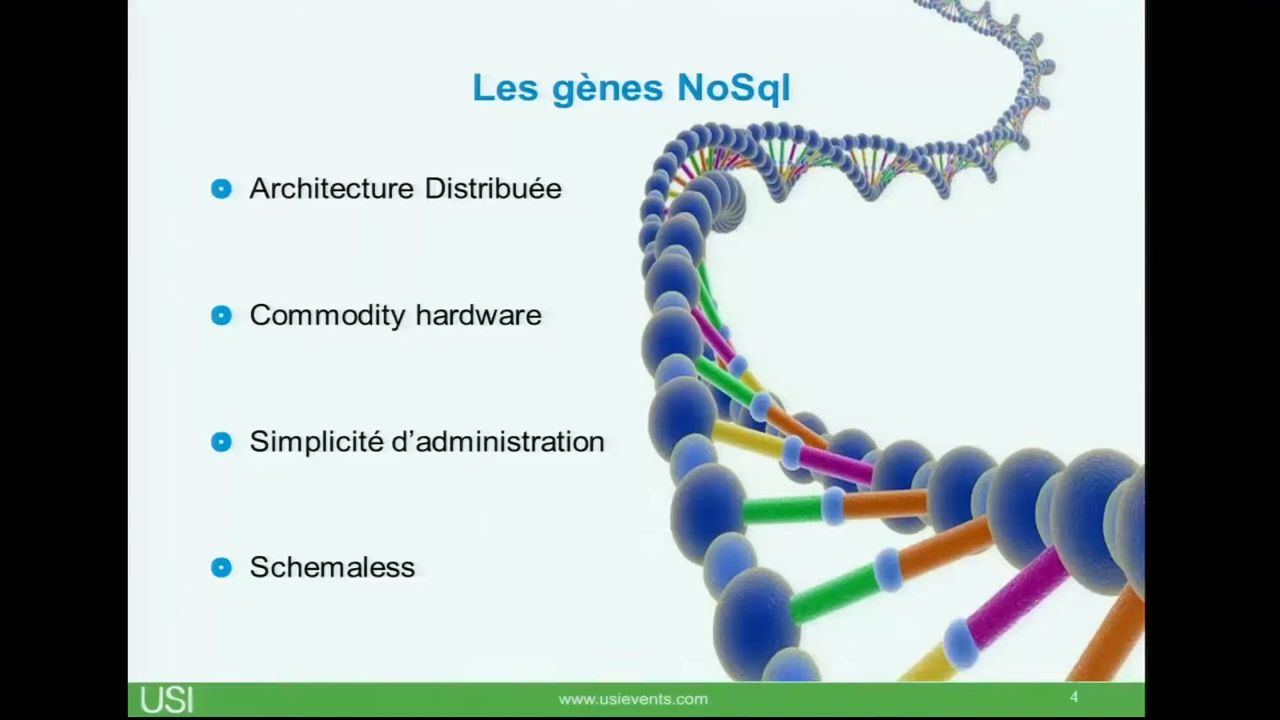 Les gènes NoSql
Architecture Distribuée
Commodity hardware
Simplicité d’administration
Schemaless
USI
www.usievents.com
4